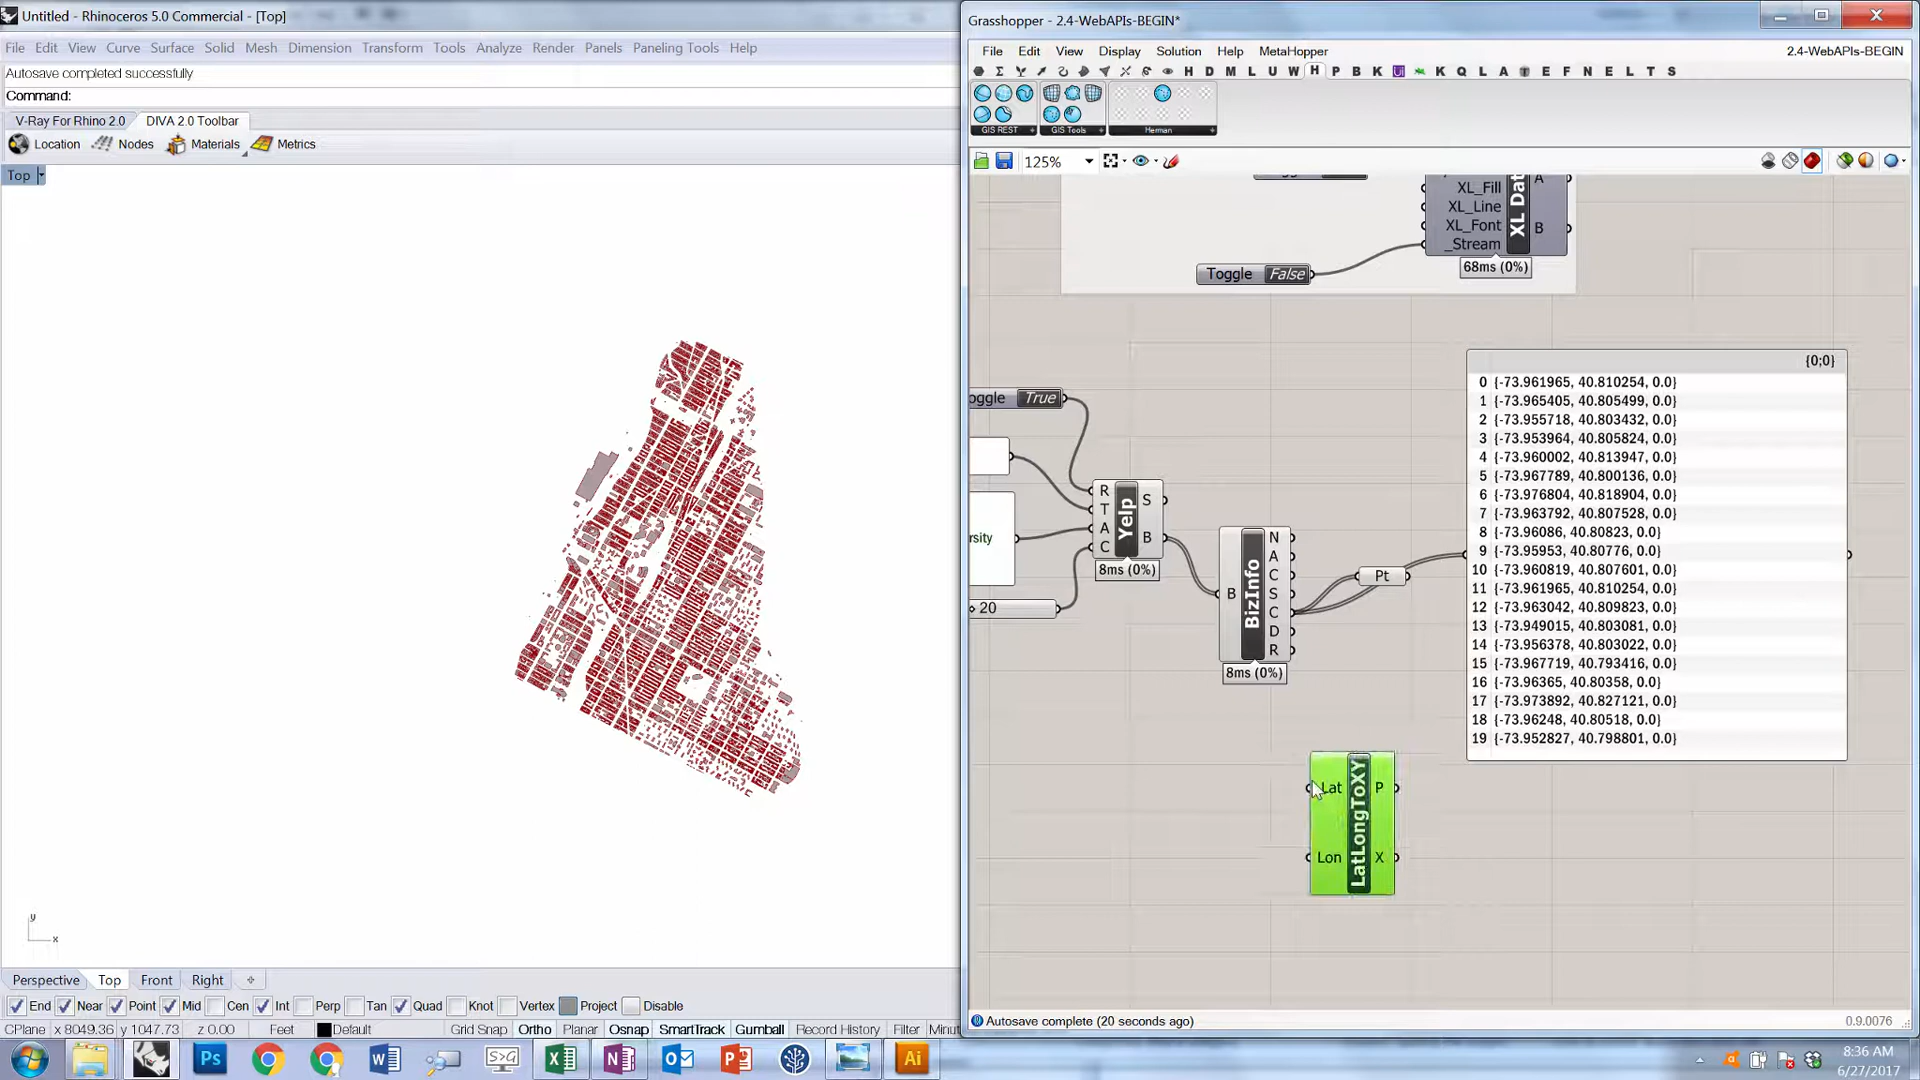 Untitled - Rhinoceros 5.0 Commercial - [Top]
File Edit View Curve Surface Solid Mesh Dimension Transform Tools Analyze Render Panels Paneling Tools Help
Autosave completed successfully
Command:
V-Ray For Rhino 2.0 DIVA 2.0 Toolbar
Location Nodes Materials Metrics
Top
y
x
Perspective Top Front Right
End Near Point Mid Cen Int Perp Tan Quad Knot Vertex Project Disable
CPlane x 8049.36 y 1047.73 z 0.00 Feet Default Grid Snap Ortho Planar Osnap SmartTrack Gumball Record History Filter Minut
Grasshopper - 2.4-WebAPIs-BEGIN*
File Edit View Display Solution Help MetaHopper 2.4-WebAPIs-BEGIN
H D M L U W H P B K U K Q L A E F N E L T S
GIS REST GIS Tools Herman
125%
XL_Fill
XL_Line
XL_Font
_Stream
XL Dat
A
B
68ms (0%)
Toggle False
oggle True
rsity
20
R
T
A
C
Yelp
S
B
8ms (0%)
B
BizInfo
N
A
C
S
C
D
R
8ms (0%)
Pt
{0;0}
0 {-73.961965, 40.810254, 0.0}
1 {-73.965405, 40.805499, 0.0}
2 {-73.955718, 40.803432, 0.0}
3 {-73.953964, 40.805824, 0.0}
4 {-73.960002, 40.813947, 0.0}
5 {-73.967789, 40.800136, 0.0}
6 {-73.976804, 40.818904, 0.0}
7 {-73.963792, 40.807528, 0.0}
8 {-73.96086, 40.80823, 0.0}
9 {-73.95953, 40.80776, 0.0}
10 {-73.960819, 40.807601, 0.0}
11 {-73.961965, 40.810254, 0.0}
12 {-73.963042, 40.809823, 0.0}
13 {-73.949015, 40.803081, 0.0}
14 {-73.956378, 40.803022, 0.0}
15 {-73.967719, 40.793416, 0.0}
16 {-73.96365, 40.80358, 0.0}
17 {-73.973892, 40.827121, 0.0}
18 {-73.96248, 40.80518, 0.0}
19 {-73.952827, 40.798801, 0.0}
Lat
Lon
LatLongToXY
P
X
Autosave complete (20 seconds ago) 0.9.0076
Ps S>G Ai
8:36 AM
6/27/2017